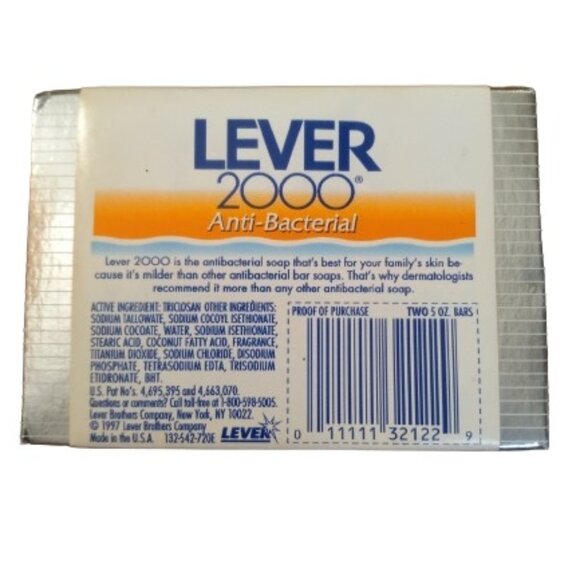 LEVER
2000®
Anti-Bacterial
Lever 2000 is the antibacterial soap that's best for your family's skin be-
cause it's milder than other antibacterial bar soaps. That's why dermatologists
recommend it more than any other antibacterial soap.
ACTIVE INGREDIENT: TRICLOSAN OTHER INGREDIENTS:
SODIUM TALLOWATE, SODIUM COCOYL ISETHIONATE,
SODIUM COCOATE, WATER, SODIUM ISETHIONATE,
STEARIC ACID, COCONUT FATTY ACID, FRAGRANCE,
TITANIUM DIOXIDE, SODIUM CHLORIDE, DISODIUM
PHOSPHATE, TETRASODIUM EDTA, TRISODIUM
ETIDRONATE, BHT.
U.S. Pat No's. 4,695,395 and 4,663,070.
Questions or comments? Call toll-free at 1-800-598-5005.
Lever Brothers Company, New York, NY 10022.
© 1997 Lever Brothers Company
Made in the U.S.A. 132-542-720E LEVER
PROOF OF PURCHASE TWO 5 OZ. BARS
0 11111 32122 9